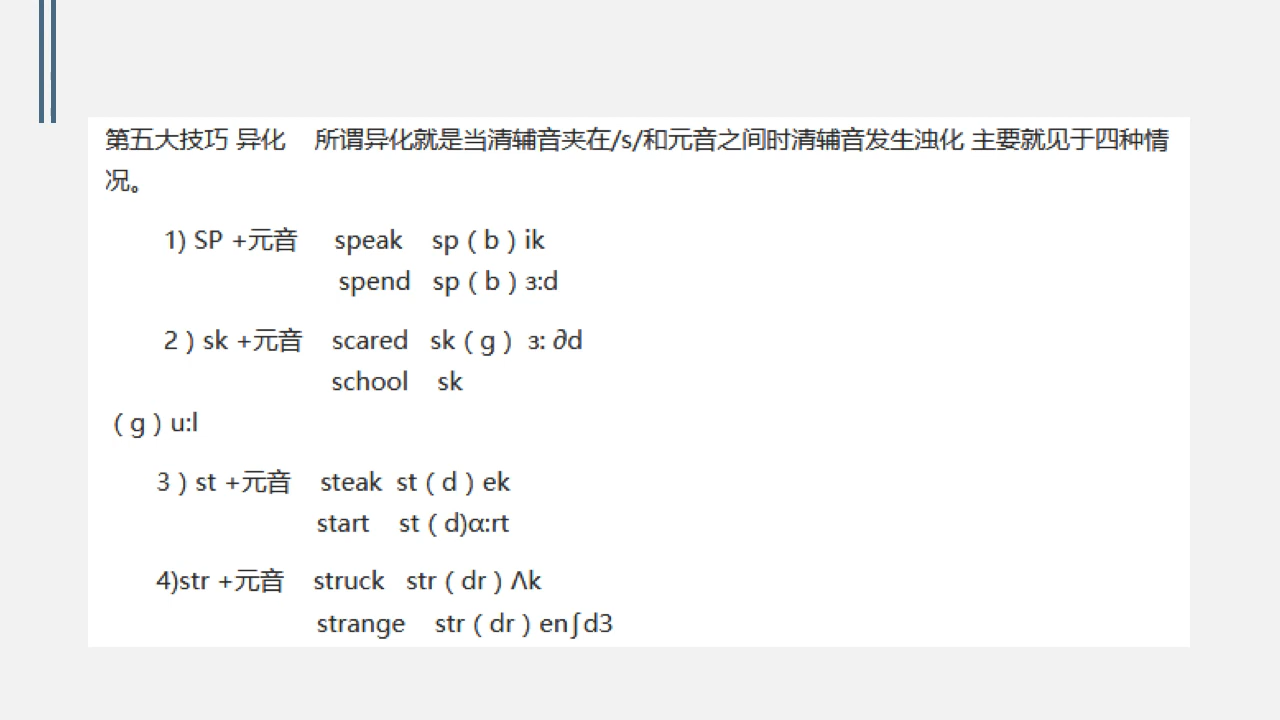 第五大技巧 异化 所谓异化就是当清辅音夹在/s/和元音之间时清辅音发生浊化 主要就见于四种情
况。
1) SP +元音 speak sp ( b ) ik
spend sp ( b ) ɜ:d
2 ) sk +元音 scared sk ( g ) ɜ: ∂d
school sk
( g ) u:l
3 ) st +元音 steak st ( d ) ek
start st ( d)α:rt
4)str +元音 struck str ( dr ) Λk
strange str ( dr ) en∫d3